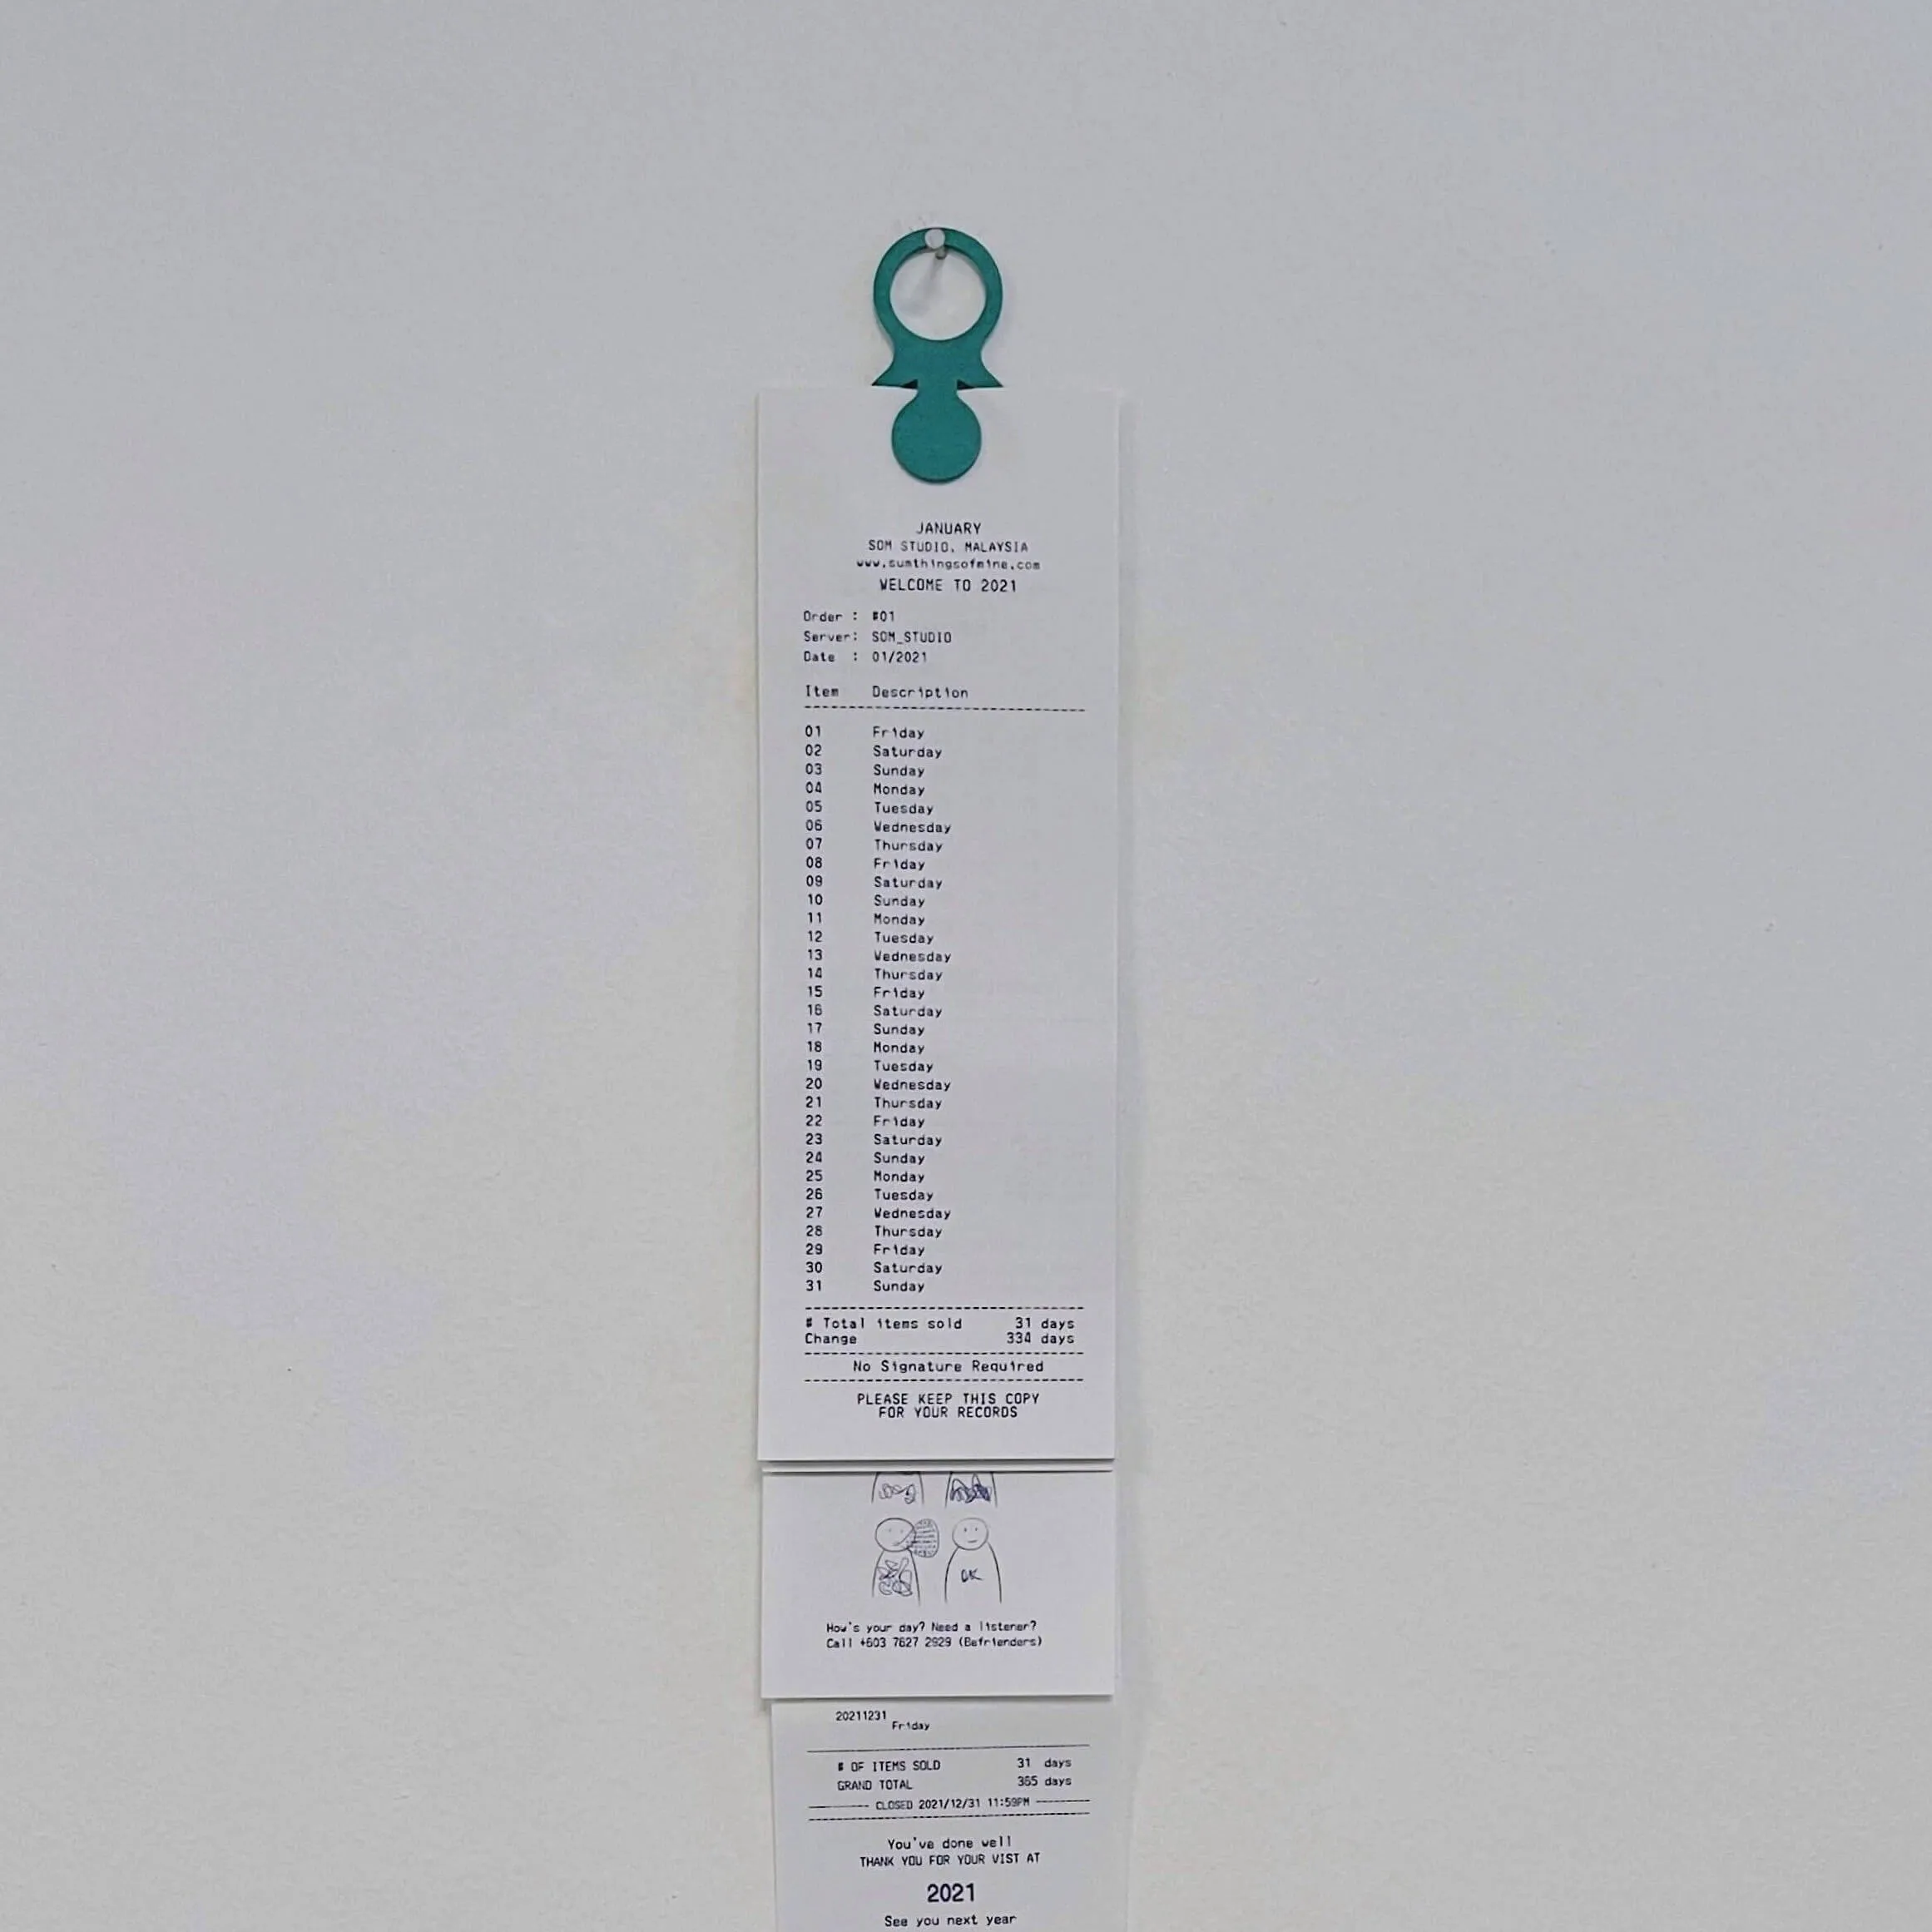 JANUARY
SOM STUDIO, MALAYSIA
www.sumthingsofmine.com
WELCOME TO 2021
Order : #01
Server: SOM_STUDIO
Date : 01/2021
Item Description
01 Friday
02 Saturday
03 Sunday
04 Monday
05 Tuesday
06 Wednesday
07 Thursday
08 Friday
09 Saturday
10 Sunday
11 Monday
12 Tuesday
13 Wednesday
14 Thursday
15 Friday
16 Saturday
17 Sunday
18 Monday
19 Tuesday
20 Wednesday
21 Thursday
22 Friday
23 Saturday
24 Sunday
25 Monday
26 Tuesday
27 Wednesday
28 Thursday
29 Friday
30 Saturday
31 Sunday
# Total items sold 31 days
Change 334 days
No Signature Required
PLEASE KEEP THIS COPY
FOR YOUR RECORDS
OK
How's your day? Need a listener?
Call +603 7627 2929 (Befrienders)
20211231
Friday
# OF ITEMS SOLD 31 days
GRAND TOTAL 365 days
CLOSED 2021/12/31 11:59PM
You've done well
THANK YOU FOR YOUR VIST AT
2021
See you next year